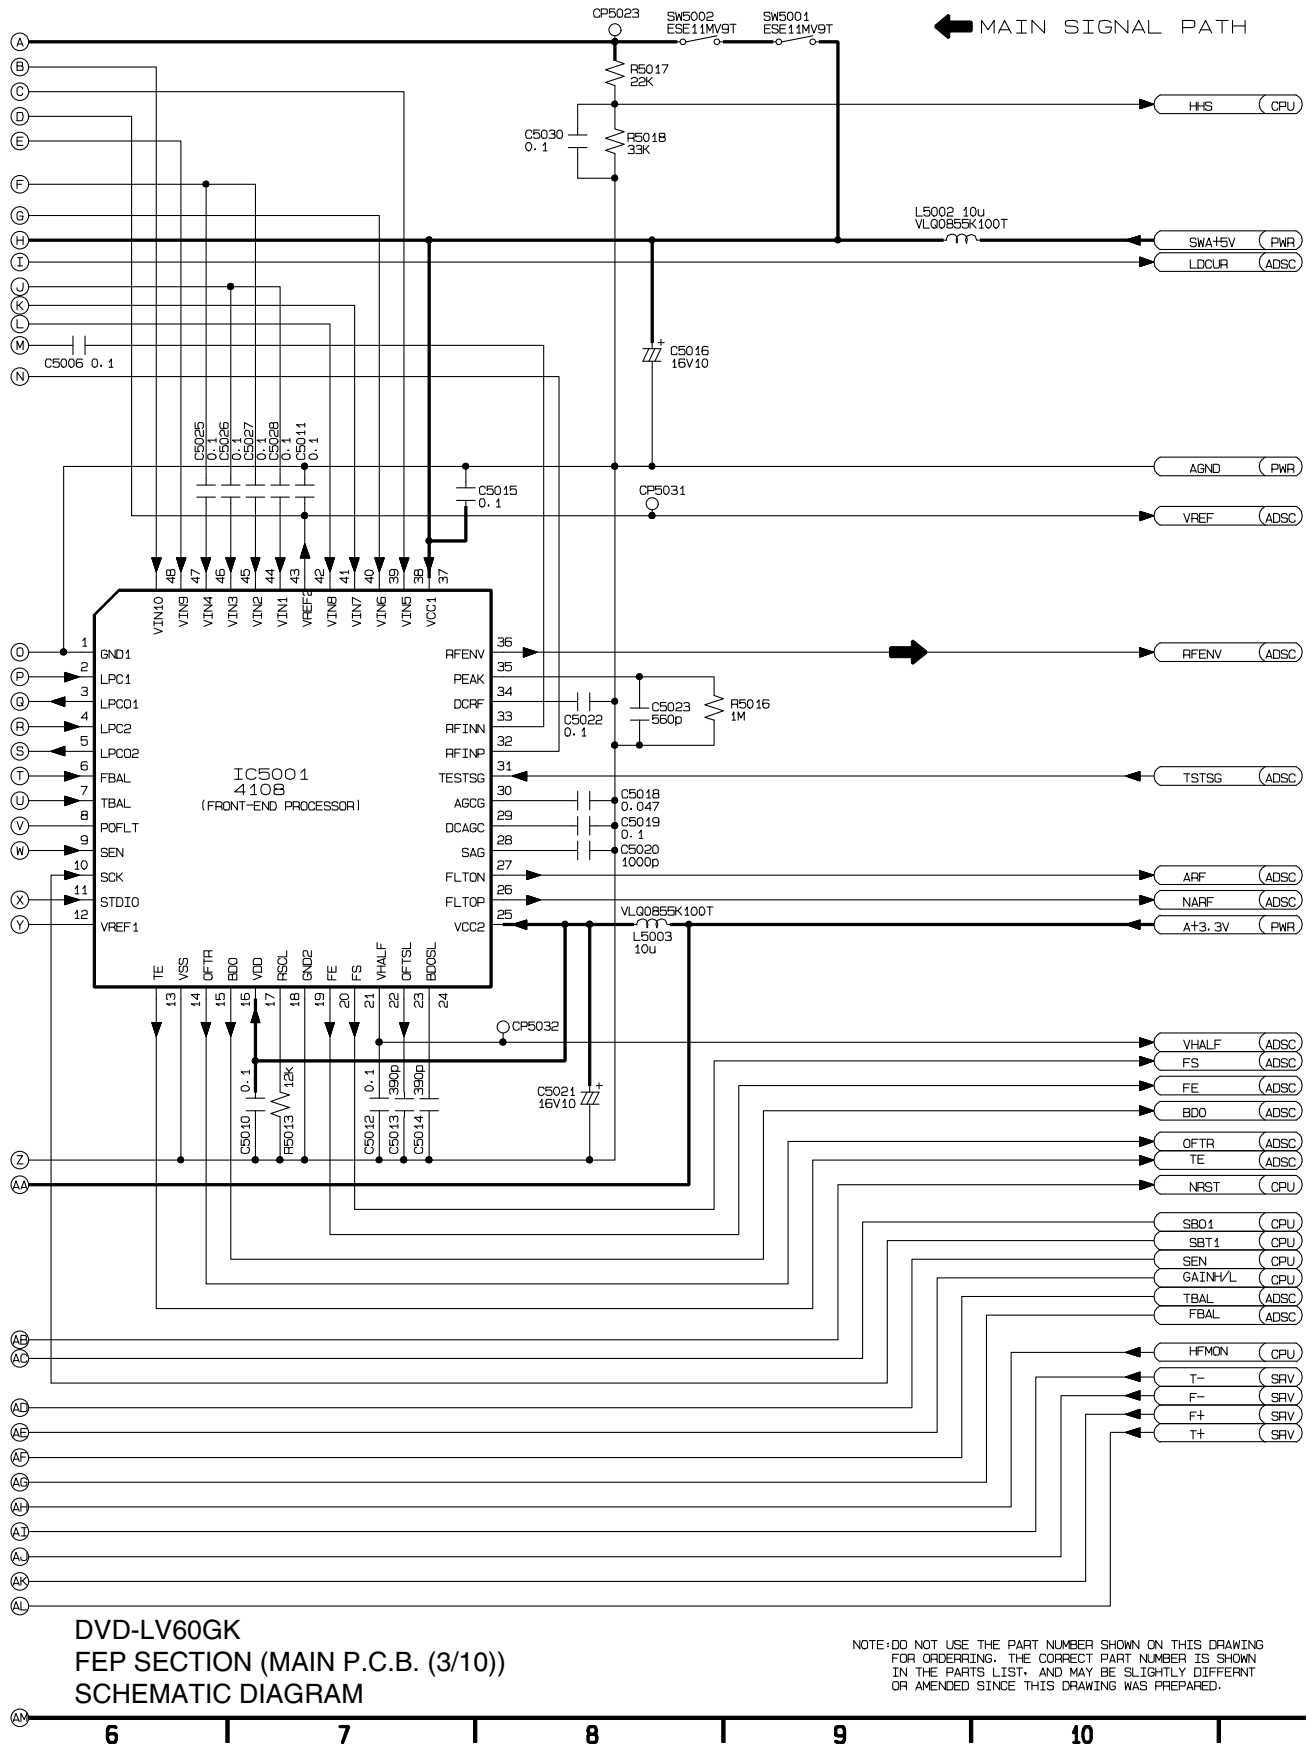 CP5023
SW5002
ESE11MV9T
SW5001
ESE11MV9T
MAIN SIGNAL PATH
A
B
C
D
E
F
G
H
I
J
K
L
M
N
R5017
22K
C5030
0.1
R5018
33K
HHS CPU
L5002 10u
VLQ0855K100T
SWA+5V PWR
LDCUR ADSC
C5006 0.1
C5016
16V10
C5025
0.1
C5026
0.1
C5027
0.1
C5028
0.1
C5011
0.1
C5015
0.1
CP5031
AGND PWR
VREF ADSC
48 47 46 45 44 43 42 41 40 39 38 37
VIN10 VIN9 VIN4 VIN3 VIN2 VIN1 VREF2 VIN8 VIN7 VIN6 VIN5 VCC1
O 1 GND1
P 2 LPC1
Q 3 LPCO1
R 4 LPC2
S 5 LPCO2
T 6 FBAL
U 7 TBAL
V 8 POFLT
W 9 SEN
10 SCK
X 11 STDIO
Y 12 VREF1
IC5001
4108
(FRONT-END PROCESSOR)
RFENV 36
PEAK 35
DCRF 34
RFINN 33
RFINP 32
TESTSG 31
AGCG 30
DCAGC 29
SAG 28
FLTON 27
FLTOP 26
VCC2 25
RFENV ADSC
C5022
0.1
C5023
560p
R5016
1M
TSTSG ADSC
C5018
0.047
C5019
0.1
C5020
1000p
ARF ADSC
NARF ADSC
A+3.3V PWR
VLQ0855K100T
L5003
10u
TE VSS OFTR BDO VDD RSCL GND2 FE FS VHALF OFTSL BDOSL
13 14 15 16 17 18 19 20 21 22 23 24
CP5032
C5010
0.1
R5013
12K
C5012
0.1
C5013
390p
C5014
390p
C5021
16V10
VHALF ADSC
FS ADSC
FE ADSC
BDO ADSC
OFTR ADSC
TE ADSC
NRST CPU
SBO1 CPU
SBT1 CPU
SEN CPU
GAINH/L CPU
TBAL ADSC
FBAL ADSC
HFMON CPU
T- SRV
F- SRV
F+ SRV
T+ SRV
Z
AA
AB
AC
AD
AE
AF
AG
AH
AI
AJ
AK
AL
DVD-LV60GK
FEP SECTION (MAIN P.C.B. (3/10))
SCHEMATIC DIAGRAM
NOTE:DO NOT USE THE PART NUMBER SHOWN ON THIS DRAWING
FOR ORDERRING. THE CORRECT PART NUMBER IS SHOWN
IN THE PARTS LIST, AND MAY BE SLIGHTLY DIFFERNT
OR AMENDED SINCE THIS DRAWING WAS PREPARED.
AM
6 7 8 9 10